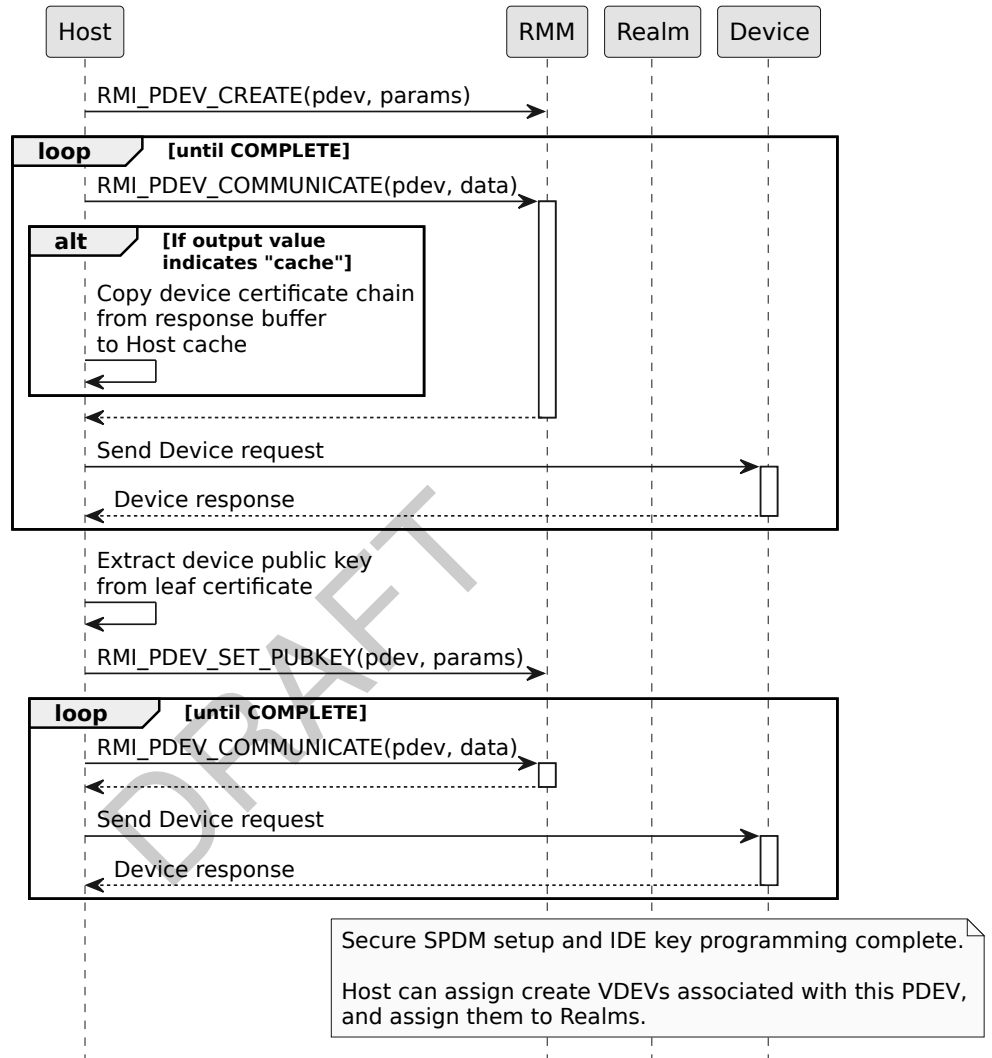 Host
RMM
Realm
Device
RMI_PDEV_CREATE(pdev, params)
loop
[until COMPLETE]
RMI_PDEV_COMMUNICATE(pdev, data)
alt
[If output value
indicates "cache"]
Copy device certificate chain
from response buffer
to Host cache
Send Device request
Device response
Extract device public key
from leaf certificate
RMI_PDEV_SET_PUBKEY(pdev, params)
loop
[until COMPLETE]
RMI_PDEV_COMMUNICATE(pdev, data)
Send Device request
Device response
DRAFT
Secure SPDM setup and IDE key programming complete.
Host can assign create VDEVs associated with this PDEV,
and assign them to Realms.